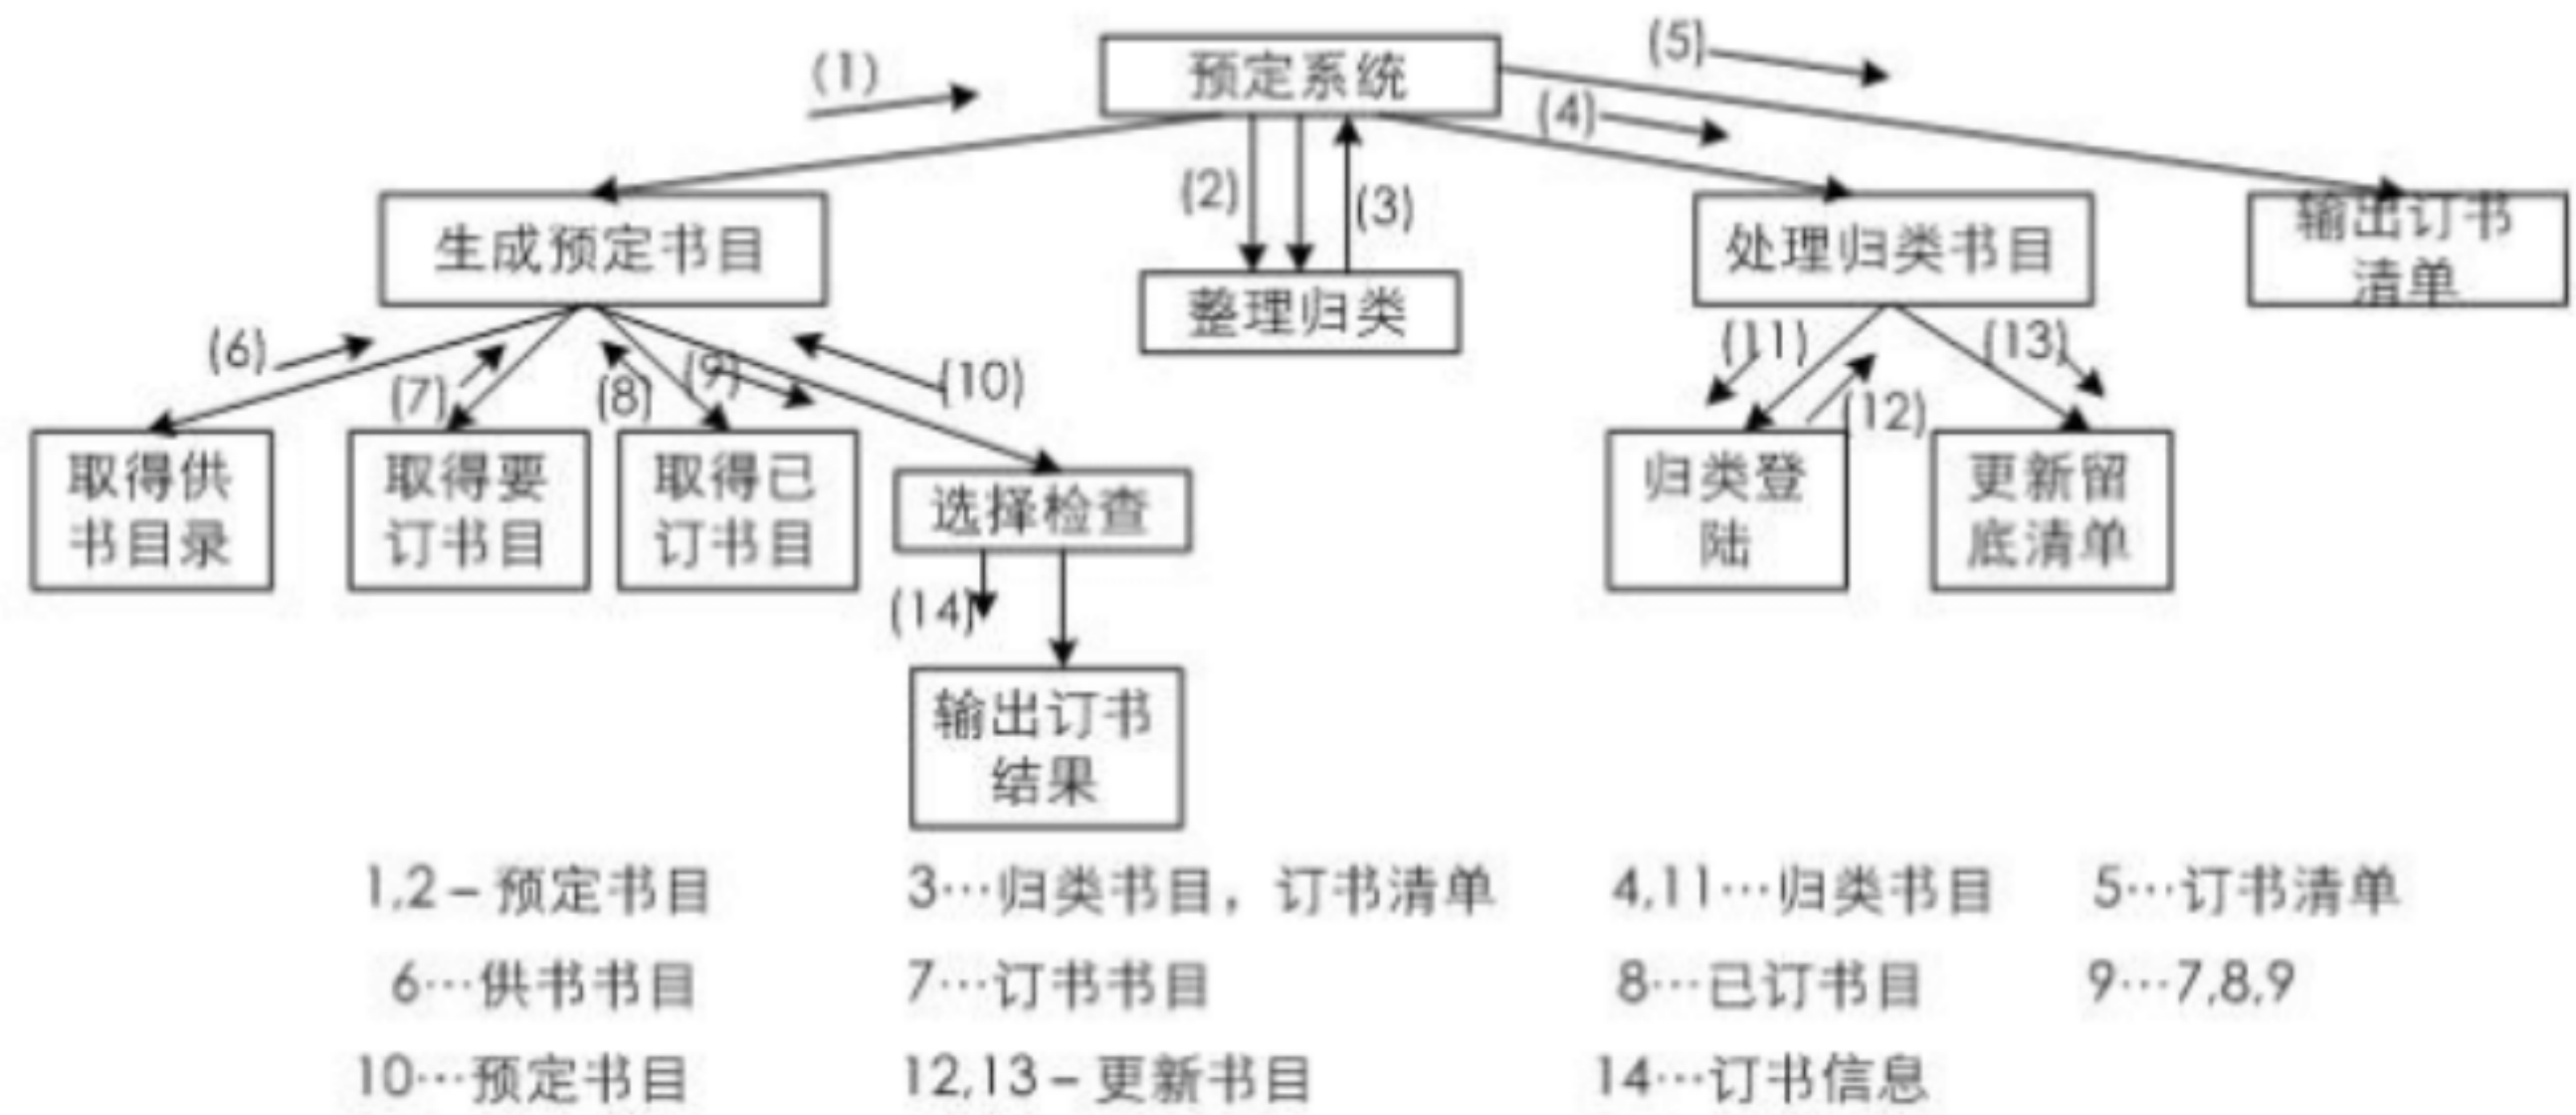 预定系统
(1)
(5)
(4)
(2)
(3)
生成预定书目
整理归类
处理归类书目
输出订书
清单
(6)
(7)
(8)
(9)
(10)
(11)
(12)
(13)
取得供
书目录
取得要
订书目
取得已
订书目
选择检查
归类登
陆
更新留
底清单
(14)
输出订书
结果
1,2–预定书目 3…归类书目，订书清单 4,11…归类书目 5…订书清单
6…供书书目 7…订书书目 8…已订书目 9…7,8,9
10…预定书目 12,13–更新书目 14…订书信息